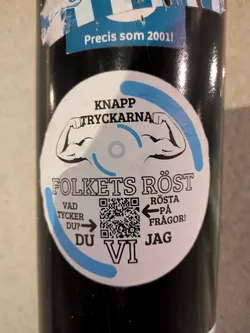 Precis som 2001!
KNAPP
TRYCKARNA
FOLKETS RÖST
VAD
TYCKER
DU?
RÖSTA
PÅ
FRÅGOR!
DU VI JAG